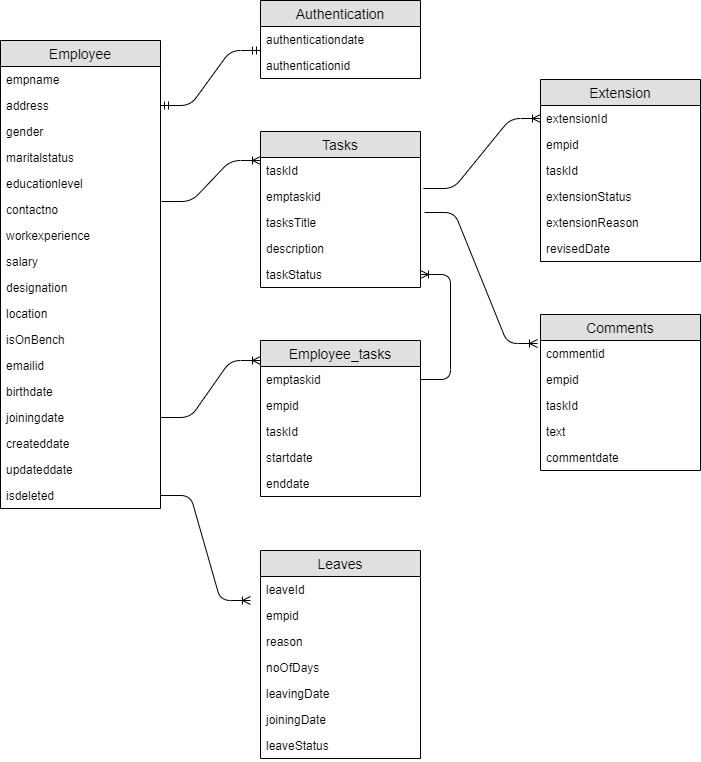 Employee
empname
address
gender
maritalstatus
educationlevel
contactno
workexperience
salary
designation
location
isOnBench
emailid
birthdate
joiningdate
createddate
updateddate
isdeleted
Authentication
authenticationdate
authenticationid
Tasks
taskId
emptaskid
tasksTitle
description
taskStatus
Employee_tasks
emptaskid
empid
taskId
startdate
enddate
Leaves
leaveId
empid
reason
noOfDays
leavingDate
joiningDate
leaveStatus
Extension
extensionId
empid
taskId
extensionStatus
extensionReason
revisedDate
Comments
commentid
empid
taskId
text
commentdate